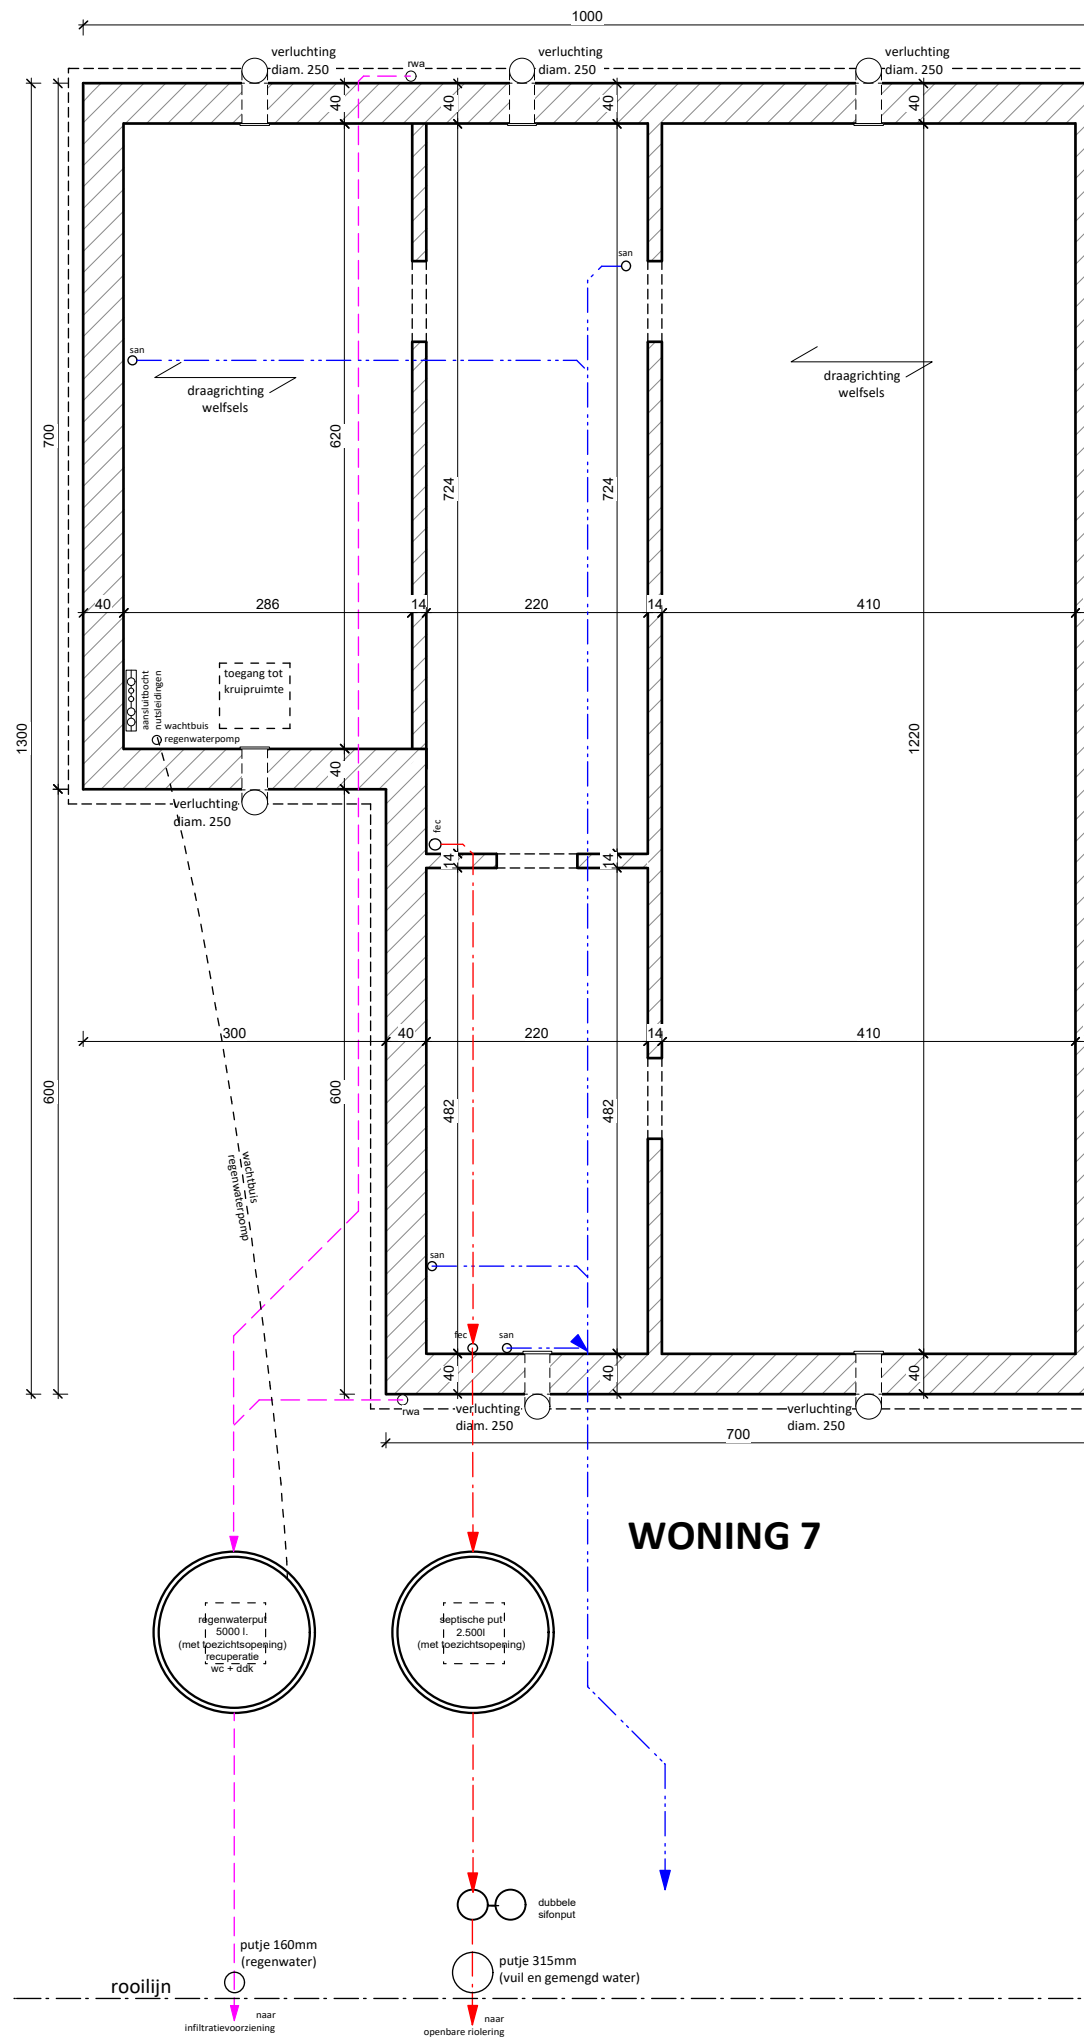 1000
verluchting
diam. 250
rwa
verluchting
diam. 250
verluchting
diam. 250
40
40
40
40
san
san
draagrichting
welfsels
draagrichting
welfsels
700
620
724
724
40
286
14
220
14
410
toegang tot
kruipruimte
aansluitbocht
nutsleidingen
wachtbuis
regenwaterpomp
1300
1220
40
verluchting
diam. 250
fec
14
14
300
40
220
14
410
600
600
482
482
wachtbuis
regenwaterpomp
san
fec
san
40
40
40
rwa
verluchting
diam. 250
verluchting
diam. 250
700
WONING 7
regenwaterput
5000 l.
(met toezichtsopening)
recuperatie
wc + ddk
septische put
2.500l
(met toezichtsopening)
dubbele
sifonput
putje 160mm
(regenwater)
putje 315mm
(vuil en gemengd water)
rooilijn
naar
infiltratievoorziening
naar
openbare riolering